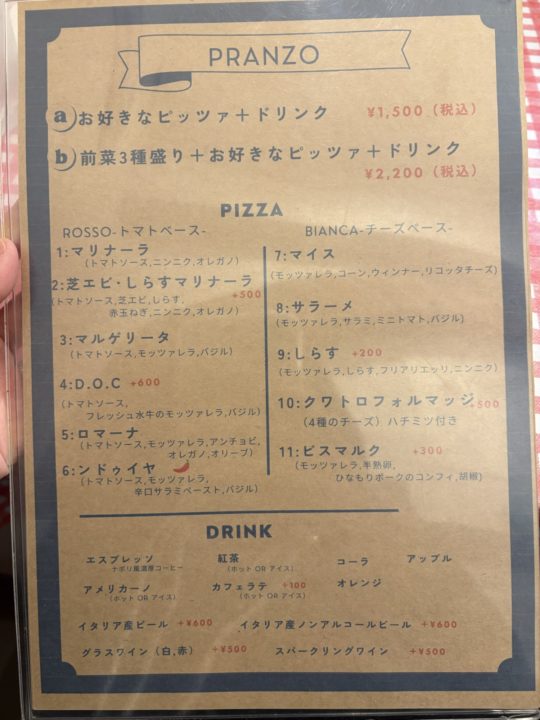 PRANZO
a お好きなピッツァ＋ドリンク ¥1,500（税込）
b 前菜3種盛り＋お好きなピッツァ＋ドリンク
¥2,200（税込）
PIZZA
ROSSO-トマトベース-
1:マリナーラ
(トマトソース,ニンニク,オレガノ)
2:芝エビ・しらすマリナーラ
+500
(トマトソース,芝エビ,しらす,
赤玉ねぎ,ニンニク,オレガノ)
3:マルゲリータ
(トマトソース,モッツァレラ,バジル)
4:D.O.C +600
(トマトソース,
フレッシュ水牛のモッツァレラ,バジル)
5:ロマーナ
(トマトソース,モッツァレラ,アンチョビ,
オレガノ,オリーブ)
6:ンドゥイヤ
(トマトソース,モッツァレラ,
辛口サラミペースト,バジル)
BIANCA-チーズベース-
7:マイス
(モッツァレラ,コーン,ウィンナー,リコッタチーズ)
8:サラーメ
(モッツァレラ,サラミ,ミニトマト,バジル)
9:しらす +200
(モッツァレラ,しらす,フリアリエッリ,ニンニク)
10:クワトロフォルマッジ +500
(4種のチーズ) ハチミツ付き
11:ビスマルク +300
(モッツァレラ,半熟卵,
ひなもりポークのコンフィ,胡椒)
DRINK
エスプレッソ 紅茶 コーラ アップル
ナポリ風濃厚コーヒー (ホット OR アイス)
アメリカーノ カフェラテ +100 オレンジ
(ホット OR アイス) (ホット OR アイス)
イタリア産ビール +¥600 イタリア産ノンアルコールビール +¥600
グラスワイン（白,赤） +¥500 スパークリングワイン +¥500